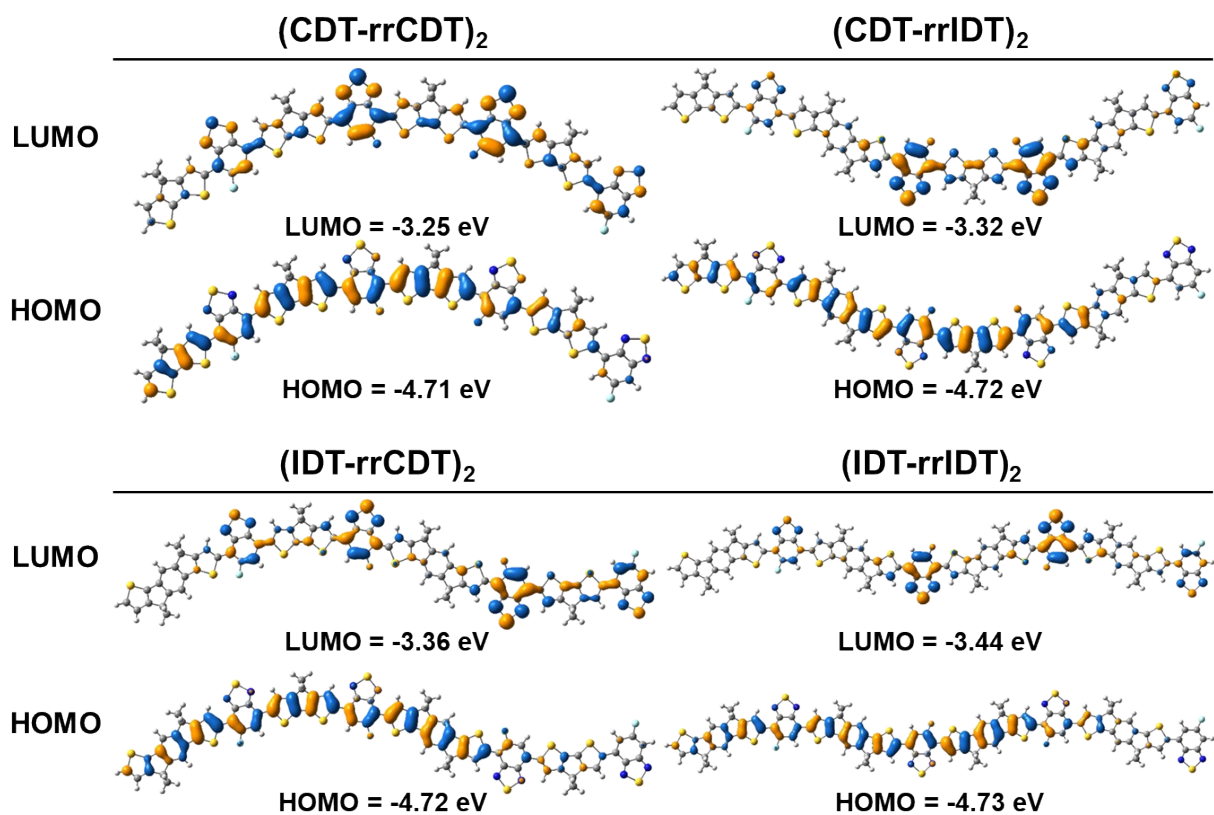 (CDT-rrCDT)2 (CDT-rrIDT)2
LUMO
LUMO = -3.25 eV LUMO = -3.32 eV
HOMO
HOMO = -4.71 eV HOMO = -4.72 eV
(IDT-rrCDT)2 (IDT-rrIDT)2
LUMO
LUMO = -3.36 eV LUMO = -3.44 eV
HOMO
HOMO = -4.72 eV HOMO = -4.73 eV